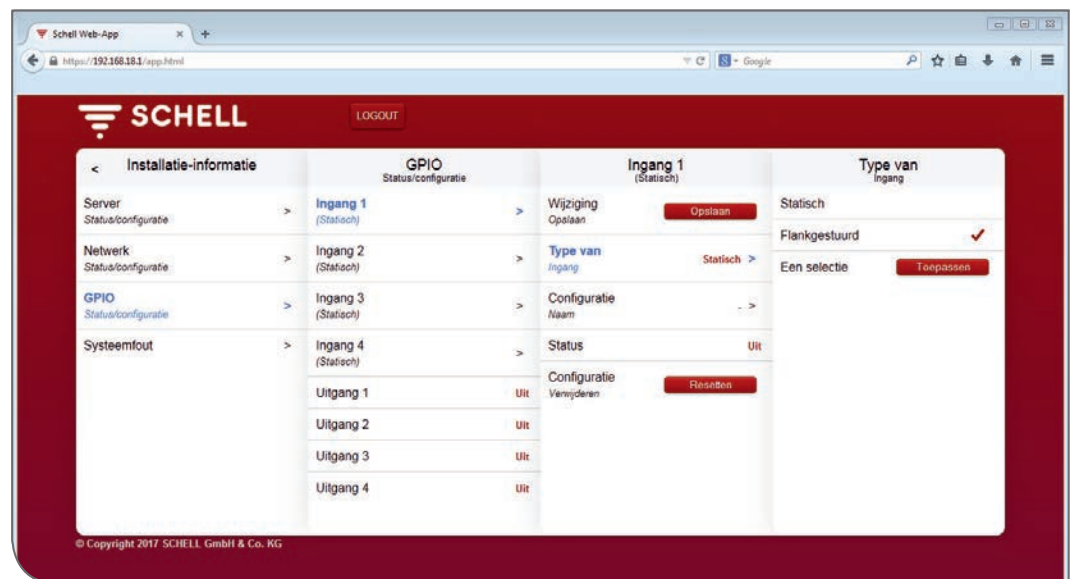 Schell Web-App
https://192.168.18.1/app.html
Google
SCHELL
LOGOUT
< Installatie-informatie
Server >
Status/configuratie
Netwerk >
Status/configuratie
GPIO >
Status/configuratie
Systeemfout >
GPIO
Status/configuratie
Ingang 1 >
(Statisch)
Ingang 2 >
(Statisch)
Ingang 3 >
(Statisch)
Ingang 4 >
(Statisch)
Uitgang 1 Uit
Uitgang 2 Uit
Uitgang 3 Uit
Uitgang 4 Uit
Ingang 1
(Statisch)
Wijziging Opslaan
Opslaan
Type van Statisch >
Ingang
Configuratie - >
Naam
Status Uit
Configuratie Resetten
Verwijderen
Type van
Ingang
Statisch
Flankgestuurd ✓
Een selectie Toepassen
© Copyright 2017 SCHELL GmbH & Co. KG